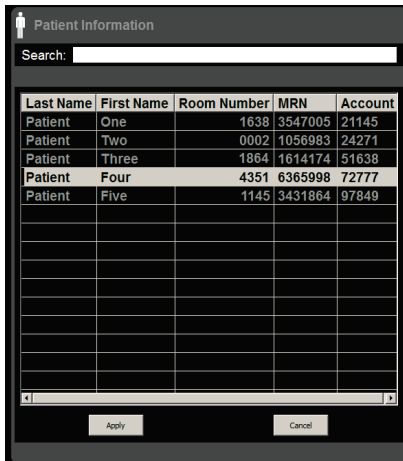 Patient Information
Search:
Last Name First Name Room Number MRN Account
Patient One 1638 3547005 21145
Patient Two 0002 1056983 24271
Patient Three 1864 1614174 51638
Patient Four 4351 6365998 72777
Patient Five 1145 3431864 97849
Apply Cancel